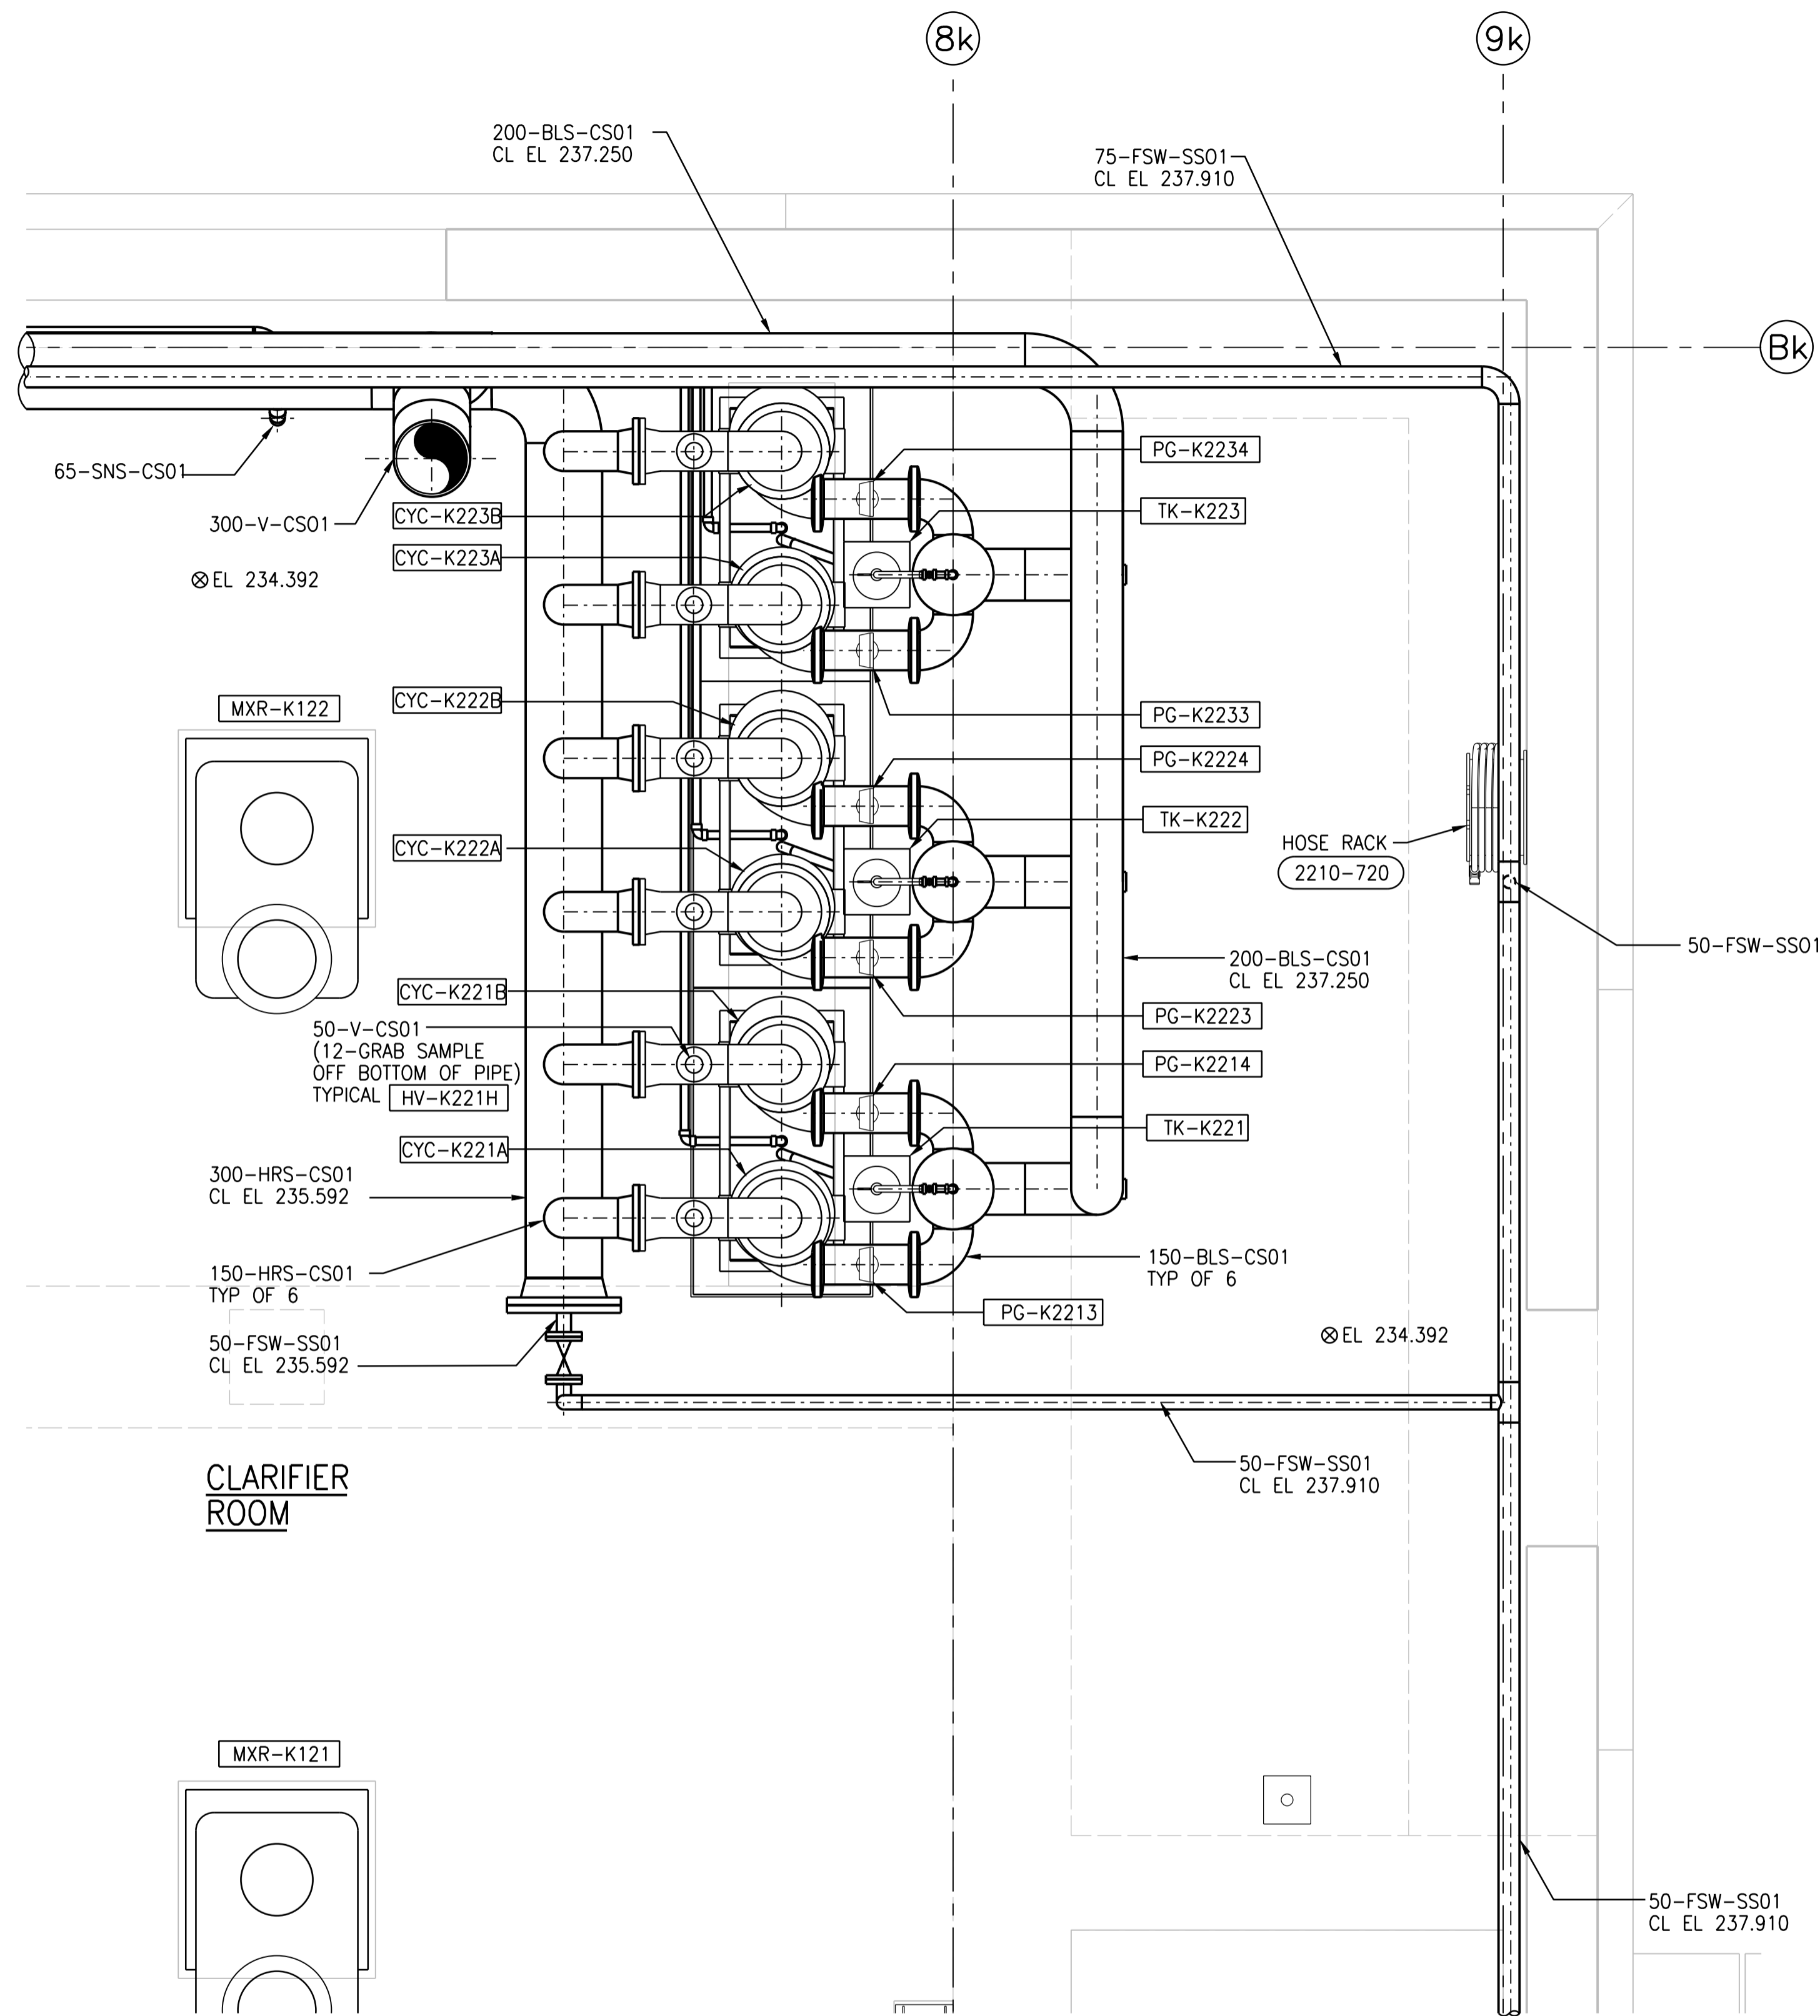 8k
9k
200-BLS-CS01
CL EL 237.250
75-FSW-SS01
CL EL 237.910
Bk
65-SNS-CS01
300-V-CS01
EL 234.392
CYC-K223B
CYC-K223A
PG-K2234
TK-K223
MXR-K122
CYC-K222B
PG-K2233
PG-K2224
CYC-K222A
TK-K222
HOSE RACK
2210-720
50-FSW-SS01
200-BLS-CS01
CL EL 237.250
CYC-K221B
PG-K2223
50-V-CS01
(12-GRAB SAMPLE
OFF BOTTOM OF PIPE)
TYPICAL HV-K221H
PG-K2214
CYC-K221A
TK-K221
300-HRS-CS01
CL EL 235.592
150-HRS-CS01
TYP OF 6
150-BLS-CS01
TYP OF 6
PG-K2213
50-FSW-SS01
CL EL 235.592
EL 234.392
50-FSW-SS01
CL EL 237.910
CLARIFIER
ROOM
MXR-K121
50-FSW-SS01
CL EL 237.910